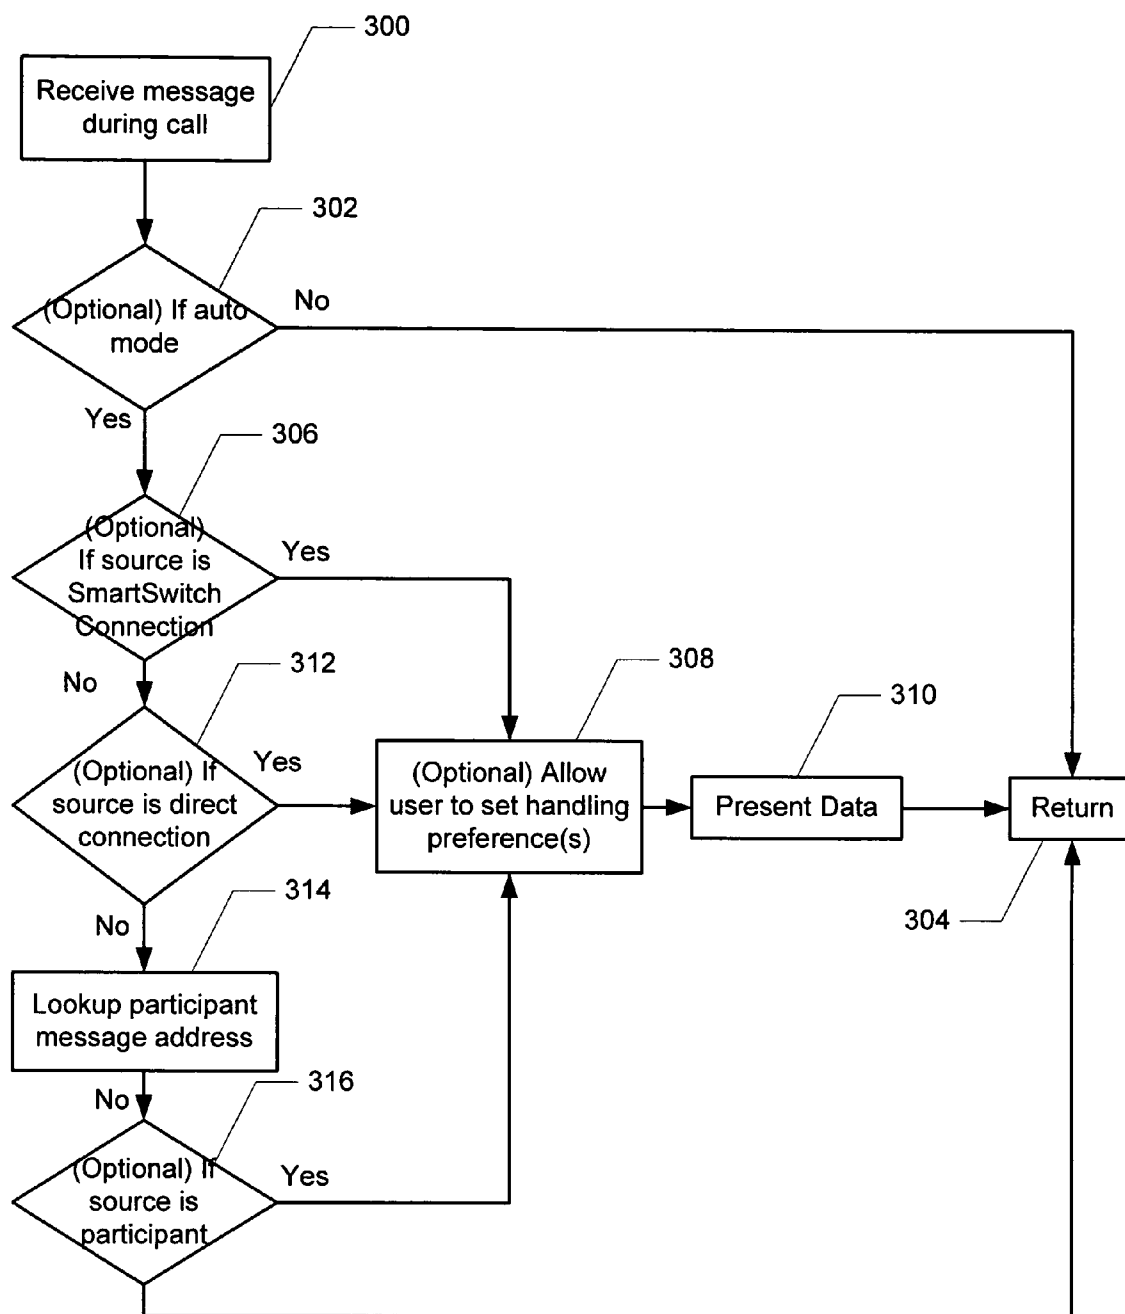 300
Receive message
during call
302
(Optional) If auto
mode
No
Yes
306
(Optional)
If source is
SmartSwitch
Connection
Yes
No
312
308
310
(Optional) If
source is direct
connection
Yes
(Optional) Allow
user to set handling
preference(s)
Present Data
Return
304
No
314
Lookup participant
message address
No
316
(Optional) If
source is
participant
Yes